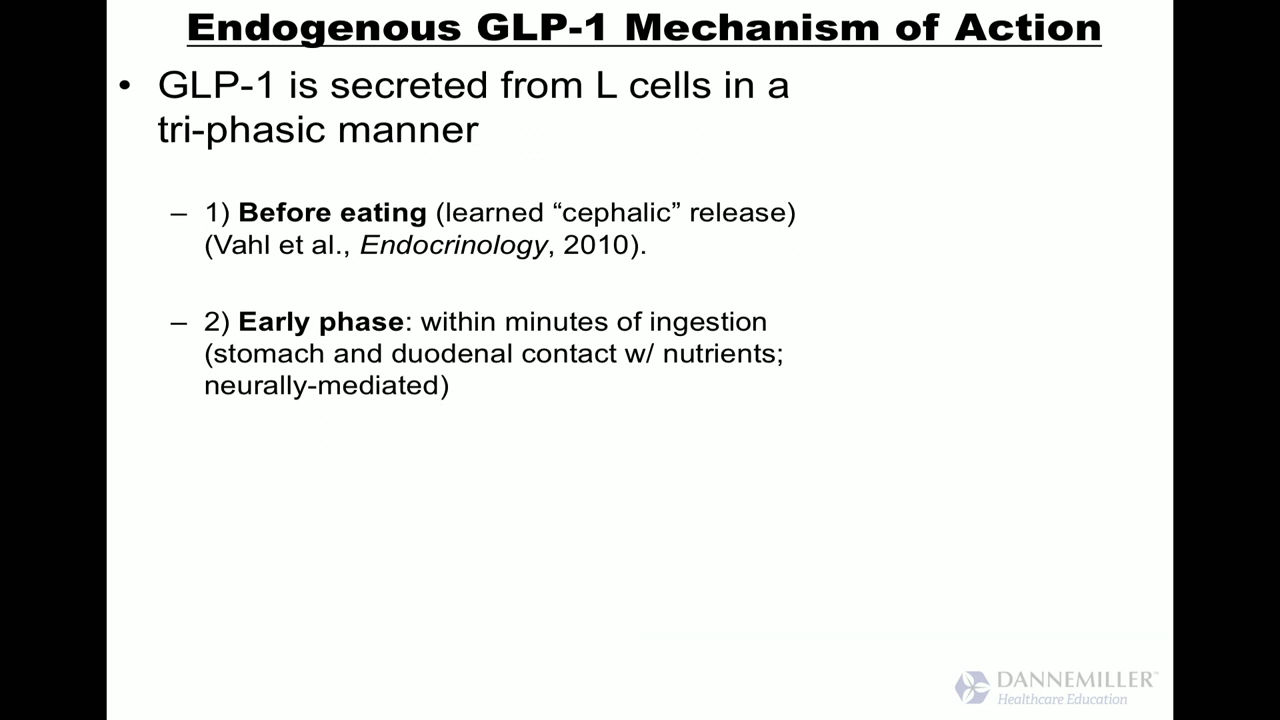 Endogenous GLP-1 Mechanism of Action
• GLP-1 is secreted from L cells in a
tri-phasic manner
– 1) Before eating (learned “cephalic” release)
(Vahl et al., Endocrinology, 2010).
– 2) Early phase: within minutes of ingestion
(stomach and duodenal contact w/ nutrients;
neurally-mediated)
DANNEMILLER™
Healthcare Education